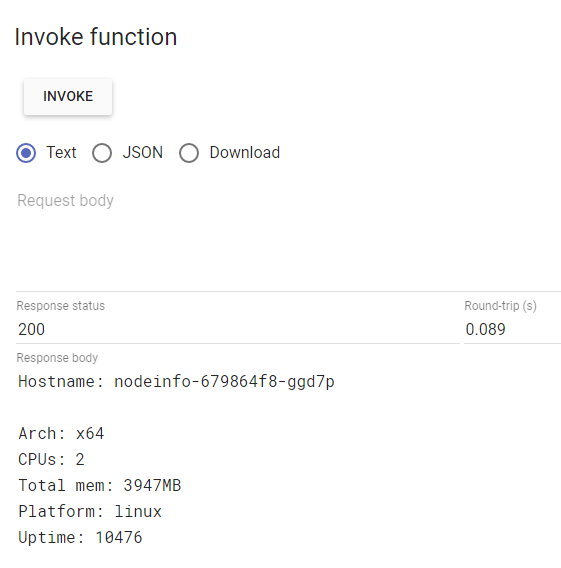 Invoke function
INVOKE
Text JSON Download
Request body
Response status Round-trip (s)
200 0.089
Response body
Hostname: nodeinfo-679864f8-ggd7p
Arch: x64
CPUs: 2
Total mem: 3947MB
Platform: linux
Uptime: 10476